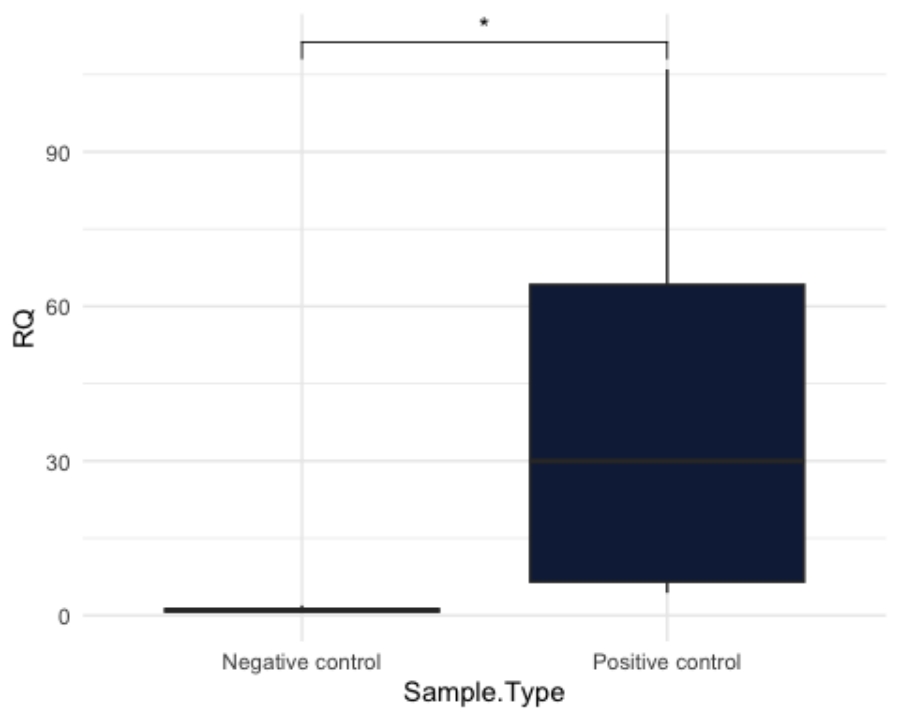 *
90
60
30
0
RQ
Negative control
Positive control
Sample.Type